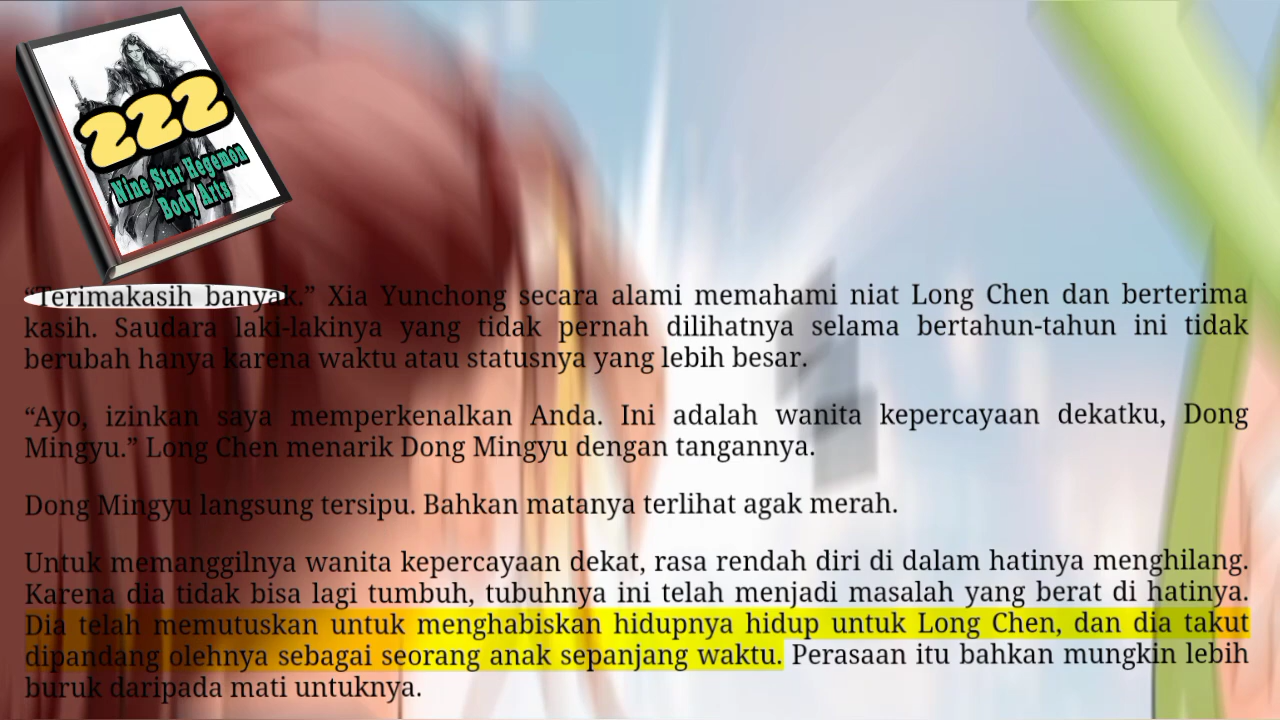 222
Nine Star Hegemon
Body Arts
“Terimakasih banyak.” Xia Yunchong secara alami memahami niat Long Chen dan berterima
kasih. Saudara laki-lakinya yang tidak pernah dilihatnya selama bertahun-tahun ini tidak
berubah hanya karena waktu atau statusnya yang lebih besar.
“Ayo, izinkan saya memperkenalkan Anda. Ini adalah wanita kepercayaan dekatku, Dong
Mingyu.” Long Chen menarik Dong Mingyu dengan tangannya.
Dong Mingyu langsung tersipu. Bahkan matanya terlihat agak merah.
Untuk memanggilnya wanita kepercayaan dekat, rasa rendah diri di dalam hatinya menghilang.
Karena dia tidak bisa lagi tumbuh, tubuhnya ini telah menjadi masalah yang berat di hatinya.
Dia telah memutuskan untuk menghabiskan hidupnya hidup untuk Long Chen, dan dia takut
dipandang olehnya sebagai seorang anak sepanjang waktu. Perasaan itu bahkan mungkin lebih
buruk daripada mati untuknya.